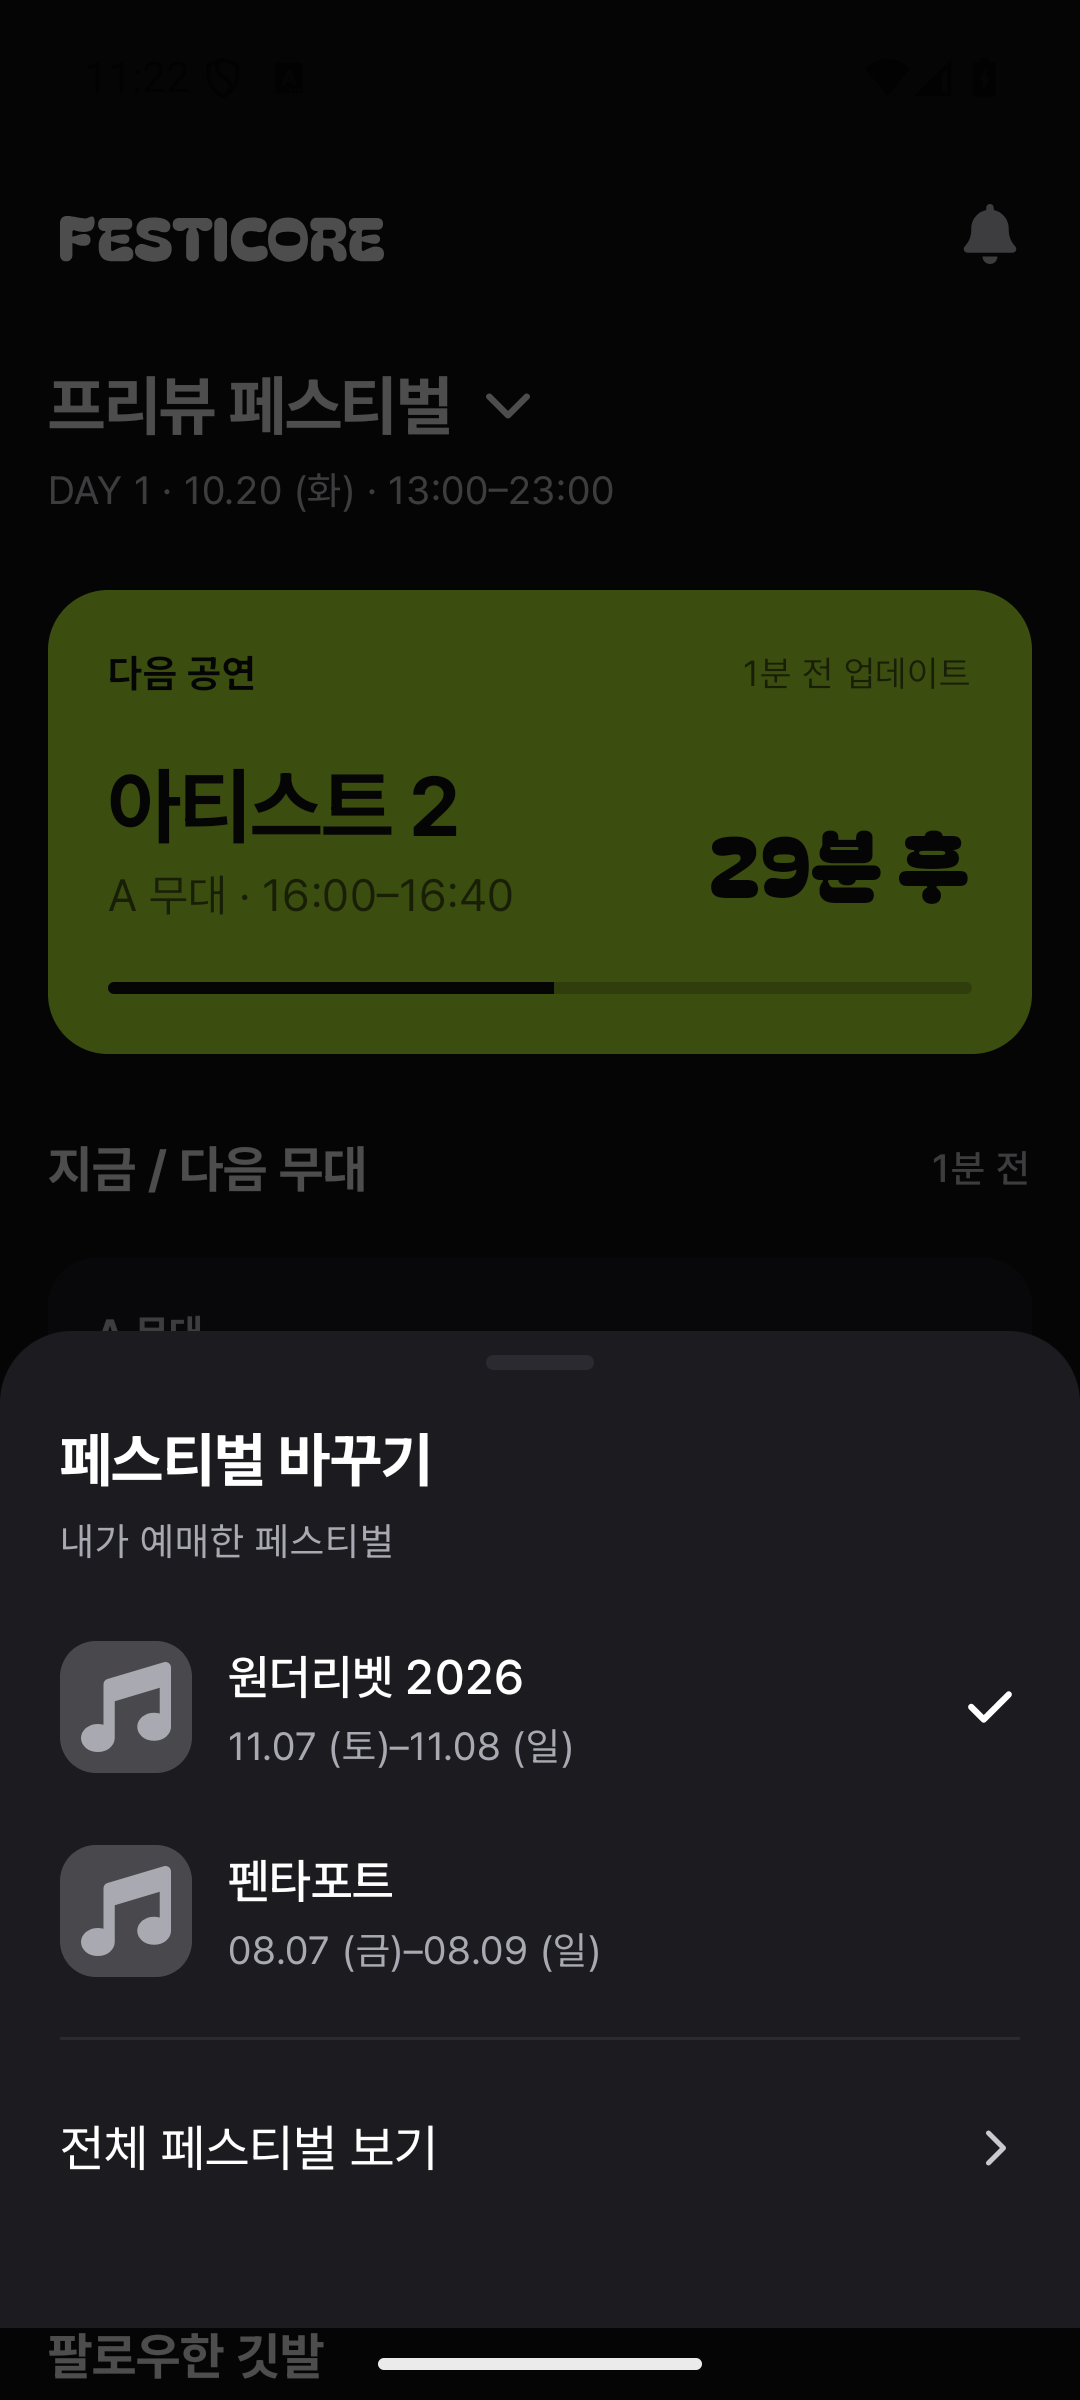 11:22
FESTICORE
프리뷰 페스티벌
DAY 1 · 10.20 (화) · 13:00–23:00
다음 공연
1분 전 업데이트
아티스트 2
A 무대 · 16:00–16:40
29분 후
지금 / 다음 무대
1분 전
A 무대
페스티벌 바꾸기
내가 예매한 페스티벌
원더리벳 2026
11.07 (토)–11.08 (일)
펜타포트
08.07 (금)–08.09 (일)
전체 페스티벌 보기
팔로우한 깃발